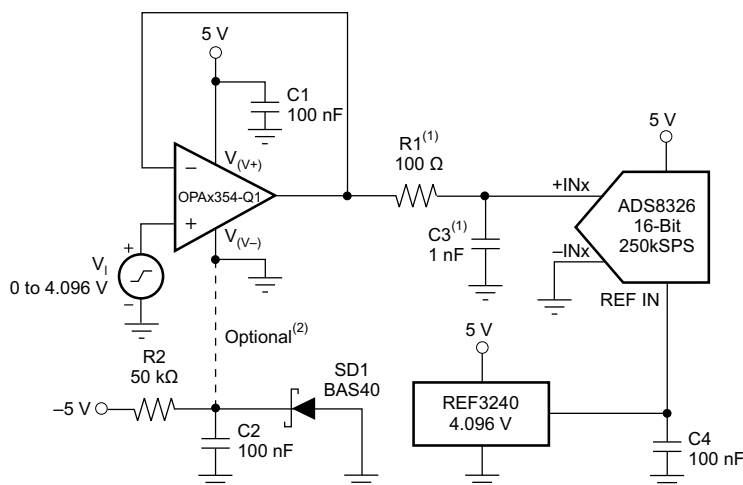 5 V
C1
100 nF
V(V+)
−
OPAx354-Q1
+
V(V–)
+
VI
0 to 4.096 V
−
R1(1)
100 Ω
C3(1)
1 nF
5 V
+INx
ADS8326
16-Bit
250kSPS
–INx
REF IN
Optional(2)
R2
50 kΩ
SD1
BAS40
–5 V
C2
100 nF
5 V
REF3240
4.096 V
C4
100 nF